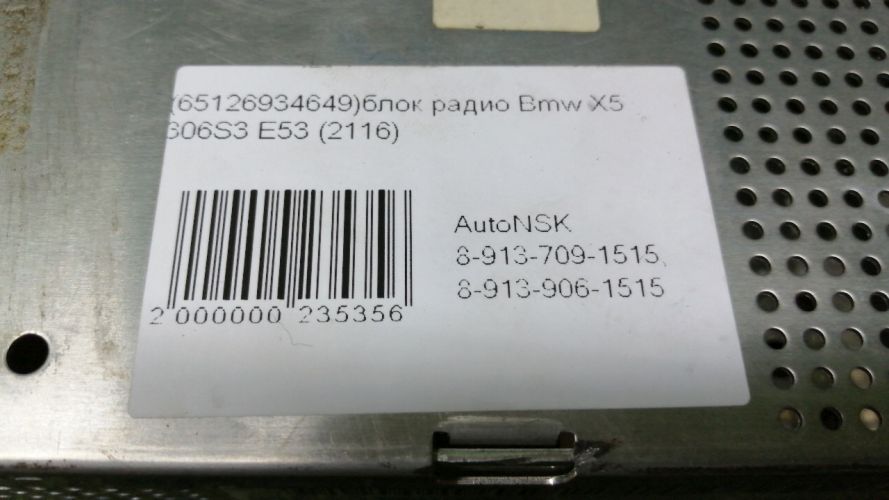 (65126934649)блок радио Bmw X5
306S3 E53 (2116)
AutoNSK
8-913-709-1515,
8-913-906-1515
2 000000 235356